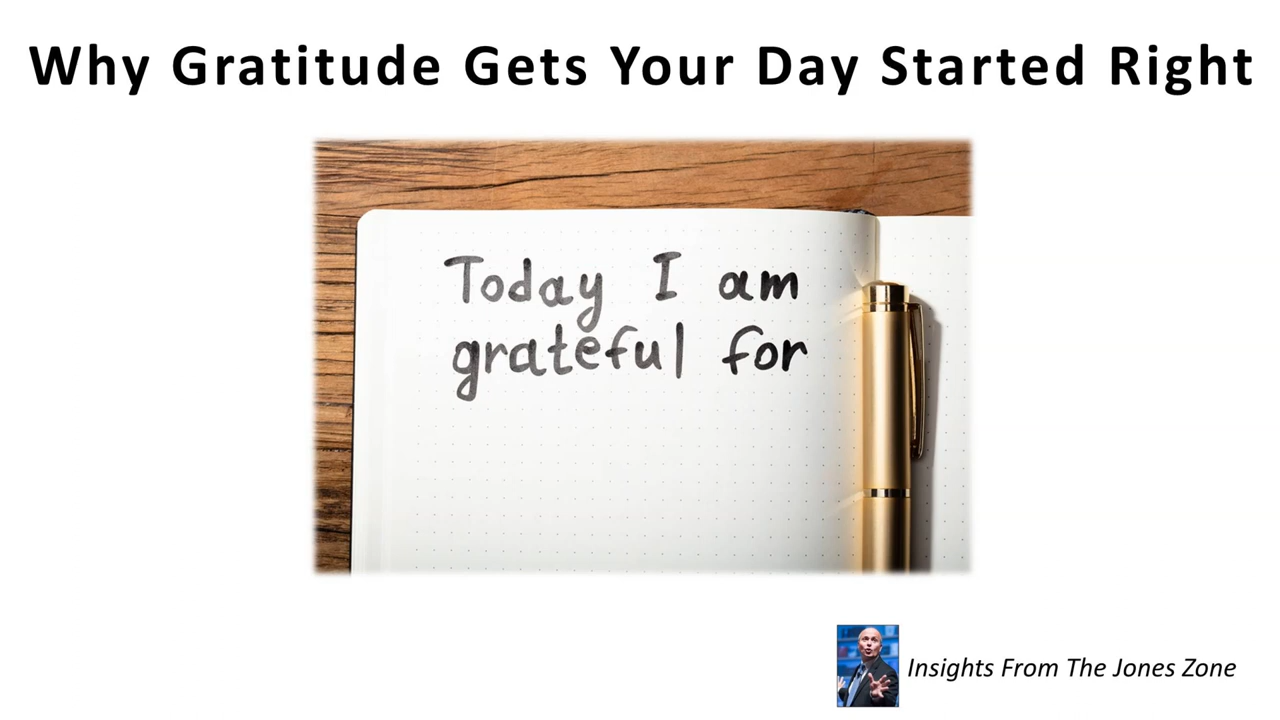 Why Gratitude Gets Your Day Started Right
Today I am
grateful for
Insights From The Jones Zone